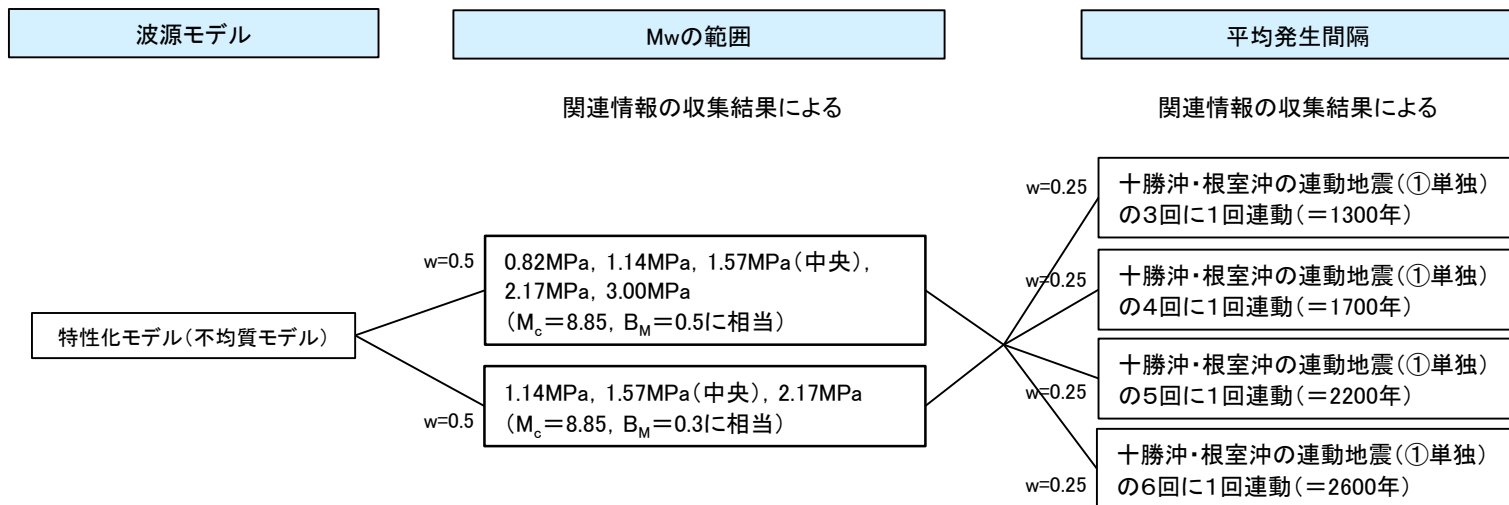 波源モデル
Mwの範囲
平均発生間隔
関連情報の収集結果による
関連情報の収集結果による
特性化モデル(不均質モデル)
w=0.5
0.82MPa, 1.14MPa, 1.57MPa(中央),
2.17MPa, 3.00MPa
(Mc=8.85, BM=0.5に相当)
w=0.5
1.14MPa, 1.57MPa(中央), 2.17MPa
(Mc=8.85, BM=0.3に相当)
w=0.25
十勝沖・根室沖の連動地震(①単独)
の3回に1回連動(=1300年)
w=0.25
十勝沖・根室沖の連動地震(①単独)
の4回に1回連動(=1700年)
w=0.25
十勝沖・根室沖の連動地震(①単独)
の5回に1回連動(=2200年)
w=0.25
十勝沖・根室沖の連動地震(①単独)
の6回に1回連動(=2600年)